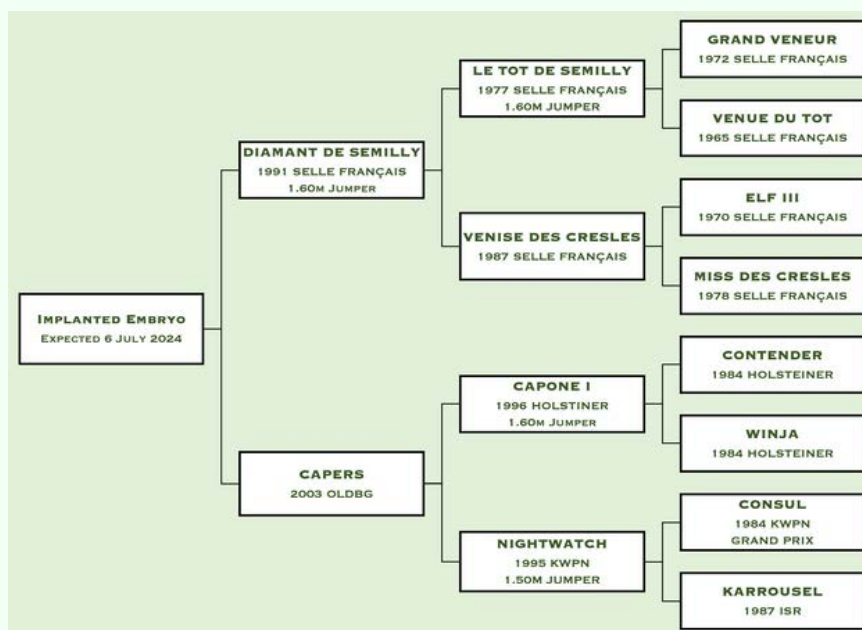 IMPLANTED EMBRYO
EXPECTED 6 JULY 2024
DIAMANT DE SEMILLY
1991 SELLE FRANÇAIS
1.60M JUMPER
CAPERS
2003 OLDBG
LE TOT DE SEMILLY
1977 SELLE FRANÇAIS
1.60M JUMPER
VENISE DES CRESLES
1987 SELLE FRANÇAIS
CAPONE I
1996 HOLSTINER
1.60M JUMPER
NIGHTWATCH
1995 KWPN
1.50M JUMPER
GRAND VENEUR
1972 SELLE FRANÇAIS
VENUE DU TOT
1965 SELLE FRANÇAIS
ELF III
1970 SELLE FRANÇAIS
MISS DES CRESLES
1978 SELLE FRANÇAIS
CONTENDER
1984 HOLSTEINER
WINJA
1984 HOLSTEINER
CONSUL
1984 KWPN
GRAND PRIX
KARROUSEL
1987 ISR